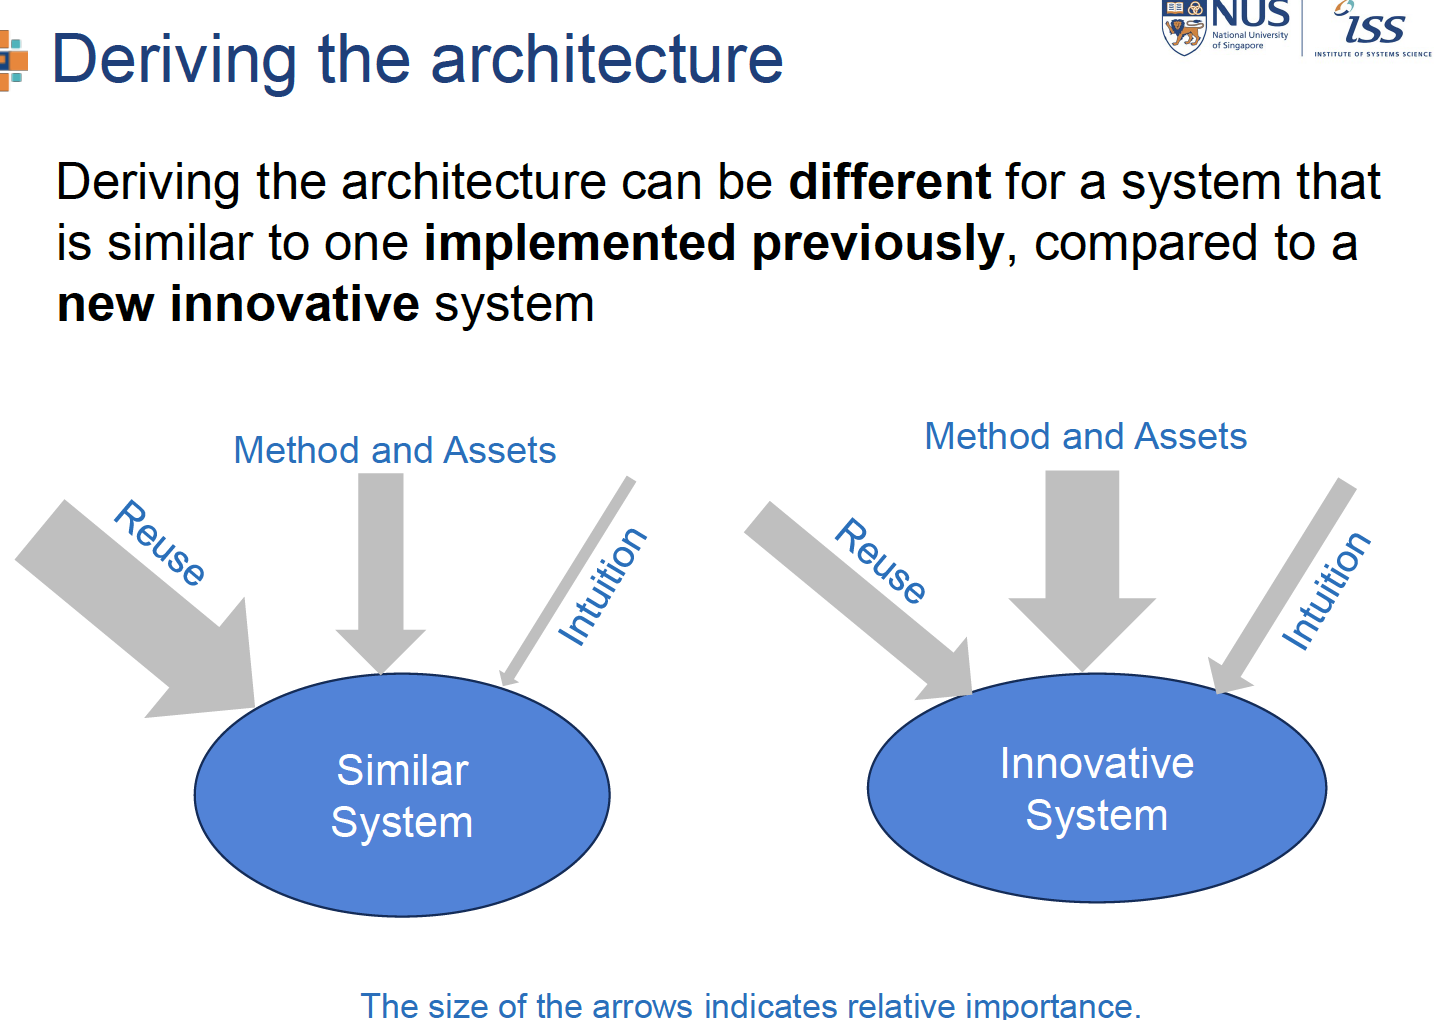 Deriving the architecture
NUS
National University
of Singapore
iss
INSTITUTE OF SYSTEMS SCIENCE
Deriving the architecture can be different for a system that
is similar to one implemented previously, compared to a
new innovative system
Method and Assets
Reuse
Intuition
Similar
System
Method and Assets
Reuse
Intuition
Innovative
System
The size of the arrows indicates relative importance.